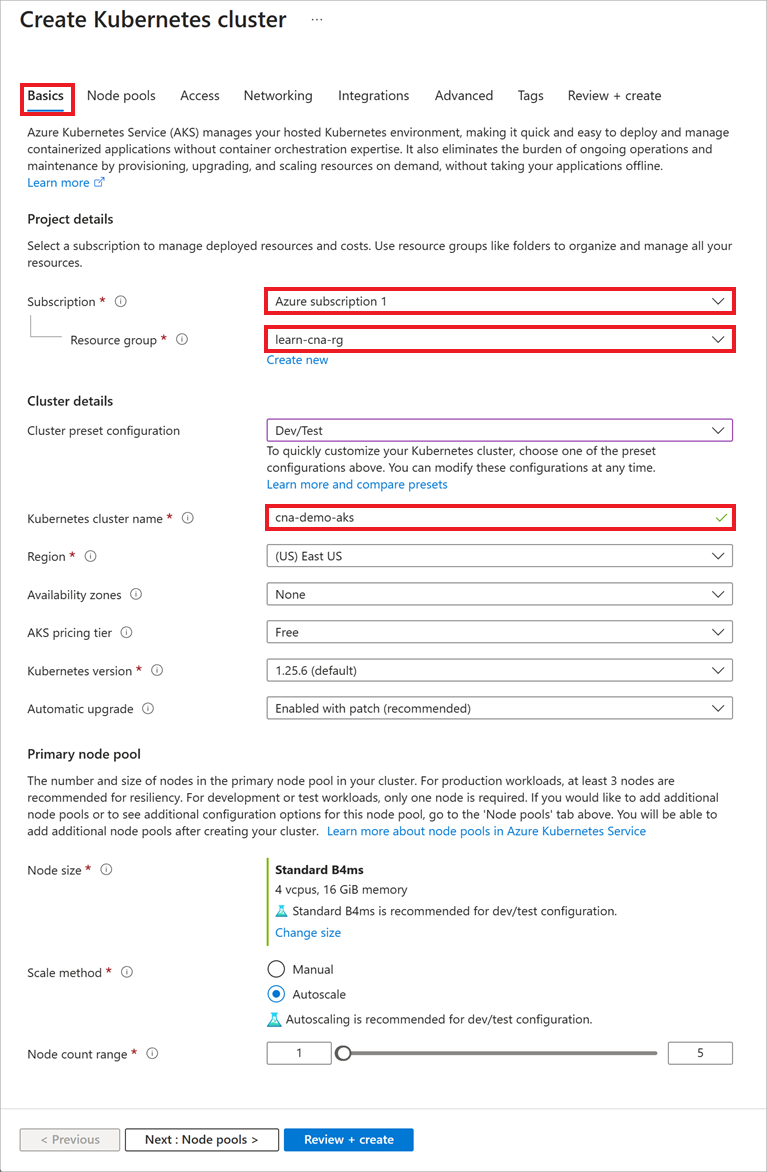 Create Kubernetes cluster ...
Basics Node pools Access Networking Integrations Advanced Tags Review + create
Azure Kubernetes Service (AKS) manages your hosted Kubernetes environment, making it quick and easy to deploy and manage
containerized applications without container orchestration expertise. It also eliminates the burden of ongoing operations and
maintenance by provisioning, upgrading, and scaling resources on demand, without taking your applications offline.
Learn more
Project details
Select a subscription to manage deployed resources and costs. Use resource groups like folders to organize and manage all your
resources.
Subscription * Azure subscription 1
Resource group * learn-cna-rg
Create new
Cluster details
Cluster preset configuration Dev/Test
To quickly customize your Kubernetes cluster, choose one of the preset
configurations above. You can modify these configurations at any time.
Learn more and compare presets
Kubernetes cluster name * cna-demo-aks
Region * (US) East US
Availability zones None
AKS pricing tier Free
Kubernetes version * 1.25.6 (default)
Automatic upgrade Enabled with patch (recommended)
Primary node pool
The number and size of nodes in the primary node pool in your cluster. For production workloads, at least 3 nodes are
recommended for resiliency. For development or test workloads, only one node is required. If you would like to add additional
node pools or to see additional configuration options for this node pool, go to the 'Node pools' tab above. You will be able to
add additional node pools after creating your cluster. Learn more about node pools in Azure Kubernetes Service
Node size * Standard B4ms
4 vcpus, 16 GiB memory
Standard B4ms is recommended for dev/test configuration.
Change size
Scale method * Manual
Autoscale
Autoscaling is recommended for dev/test configuration.
Node count range * 1 5
< Previous Next : Node pools > Review + create